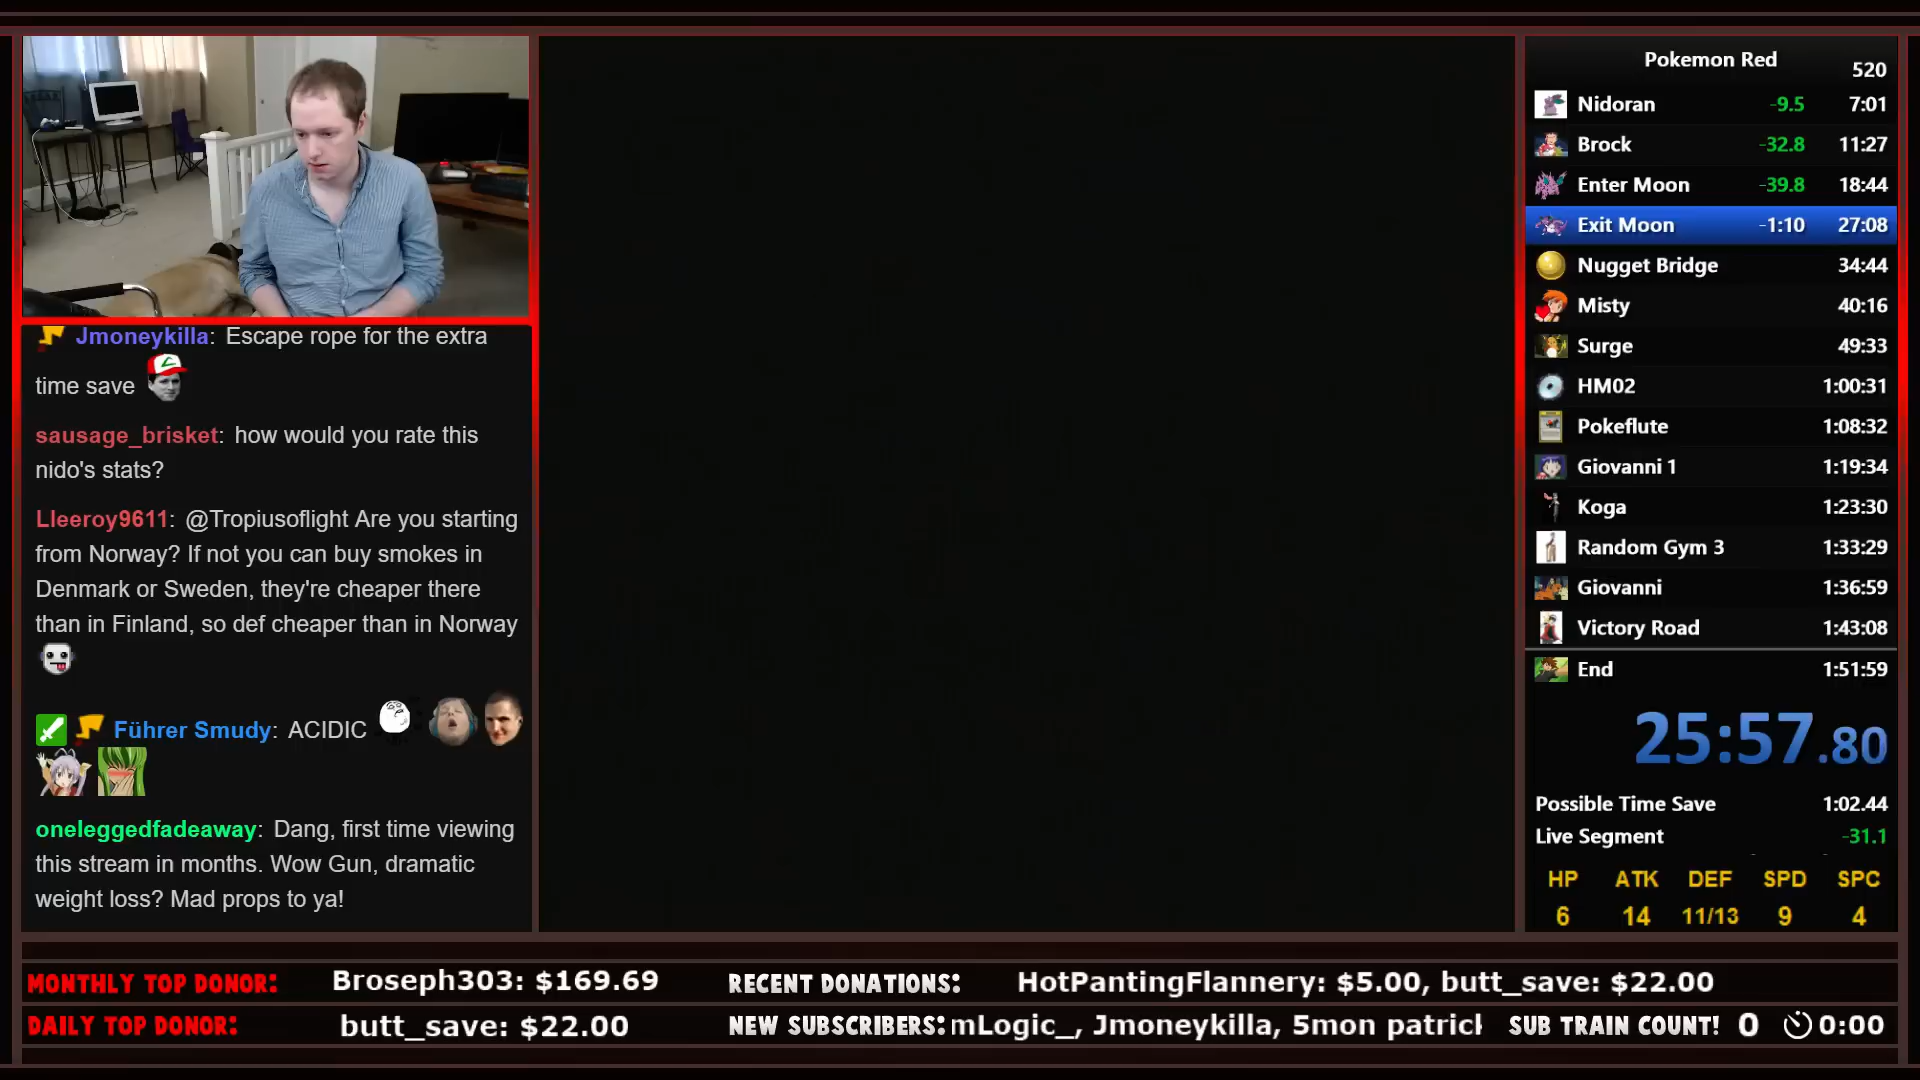 Jmoneykilla: Escape rope for the extra
time save
sausage_brisket: how would you rate this
nido's stats?
Lleeroy9611: @Tropiusoflight Are you starting
from Norway? If not you can buy smokes in
Denmark or Sweden, they're cheaper there
than in Finland, so def cheaper than in Norway
Führer Smudy: ACIDIC
oneleggedfadeaway: Dang, first time viewing
this stream in months. Wow Gun, dramatic
weight loss? Mad props to ya!
Pokemon Red 520
Nidoran -9.5 7:01
Brock -32.8 11:27
Enter Moon -39.8 18:44
Exit Moon -1:10 27:08
Nugget Bridge 34:44
Misty 40:16
Surge 49:33
HM02 1:00:31
Pokeflute 1:08:32
Giovanni 1 1:19:34
Koga 1:23:30
Random Gym 3 1:33:29
Giovanni 1:36:59
Victory Road 1:43:08
End 1:51:59
25:57.80
Possible Time Save 1:02.44
Live Segment -31.1
HP ATK DEF SPD SPC
6 14 11/13 9 4
MONTHLY TOP DONOR: Broseph303: $169.69 RECENT DONATIONS: HotPantingFlannery: $5.00, butt_save: $22.00
DAILY TOP DONOR: butt_save: $22.00 NEW SUBSCRIBERS: mLogic_, Jmoneykilla, 5mon patrick SUB TRAIN COUNT! 0 0:00